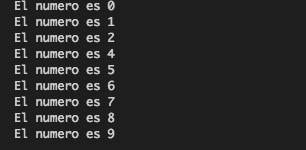 El numero es 0
El numero es 1
El numero es 2
El numero es 4
El numero es 5
El numero es 6
El numero es 7
El numero es 8
El numero es 9